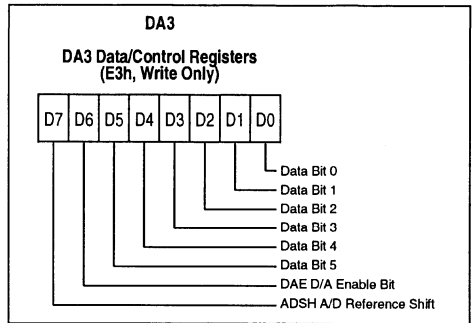 DA3
DA3 Data/Control Registers
(E3h, Write Only)
D7 D6 D5 D4 D3 D2 D1 D0
Data Bit 0
Data Bit 1
Data Bit 2
Data Bit 3
Data Bit 4
Data Bit 5
DAE D/A Enable Bit
ADSH A/D Reference Shift